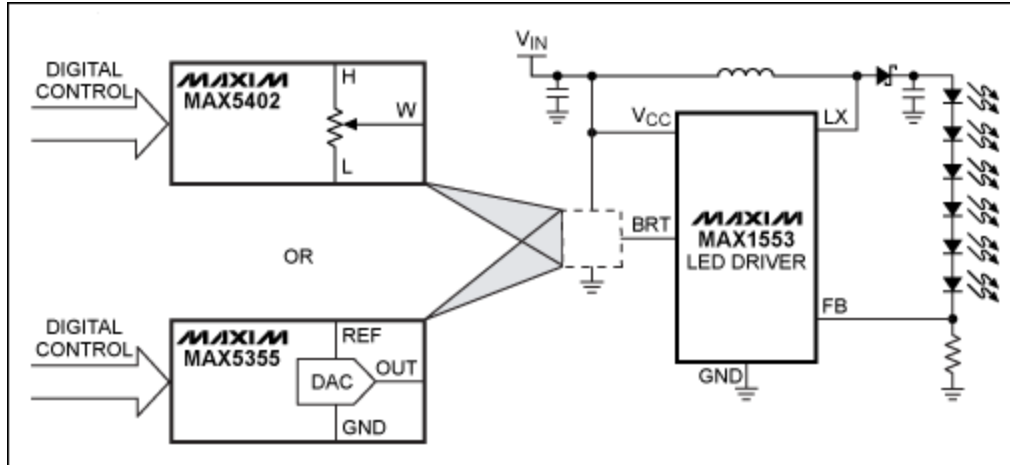 DIGITAL
CONTROL
MAXIM
MAX5402
H
W
L
OR
DIGITAL
CONTROL
MAXIM
MAX5355
REF
DAC
OUT
GND
VIN
VCC
LX
BRT
MAXIM
MAX1553
LED DRIVER
FB
GND